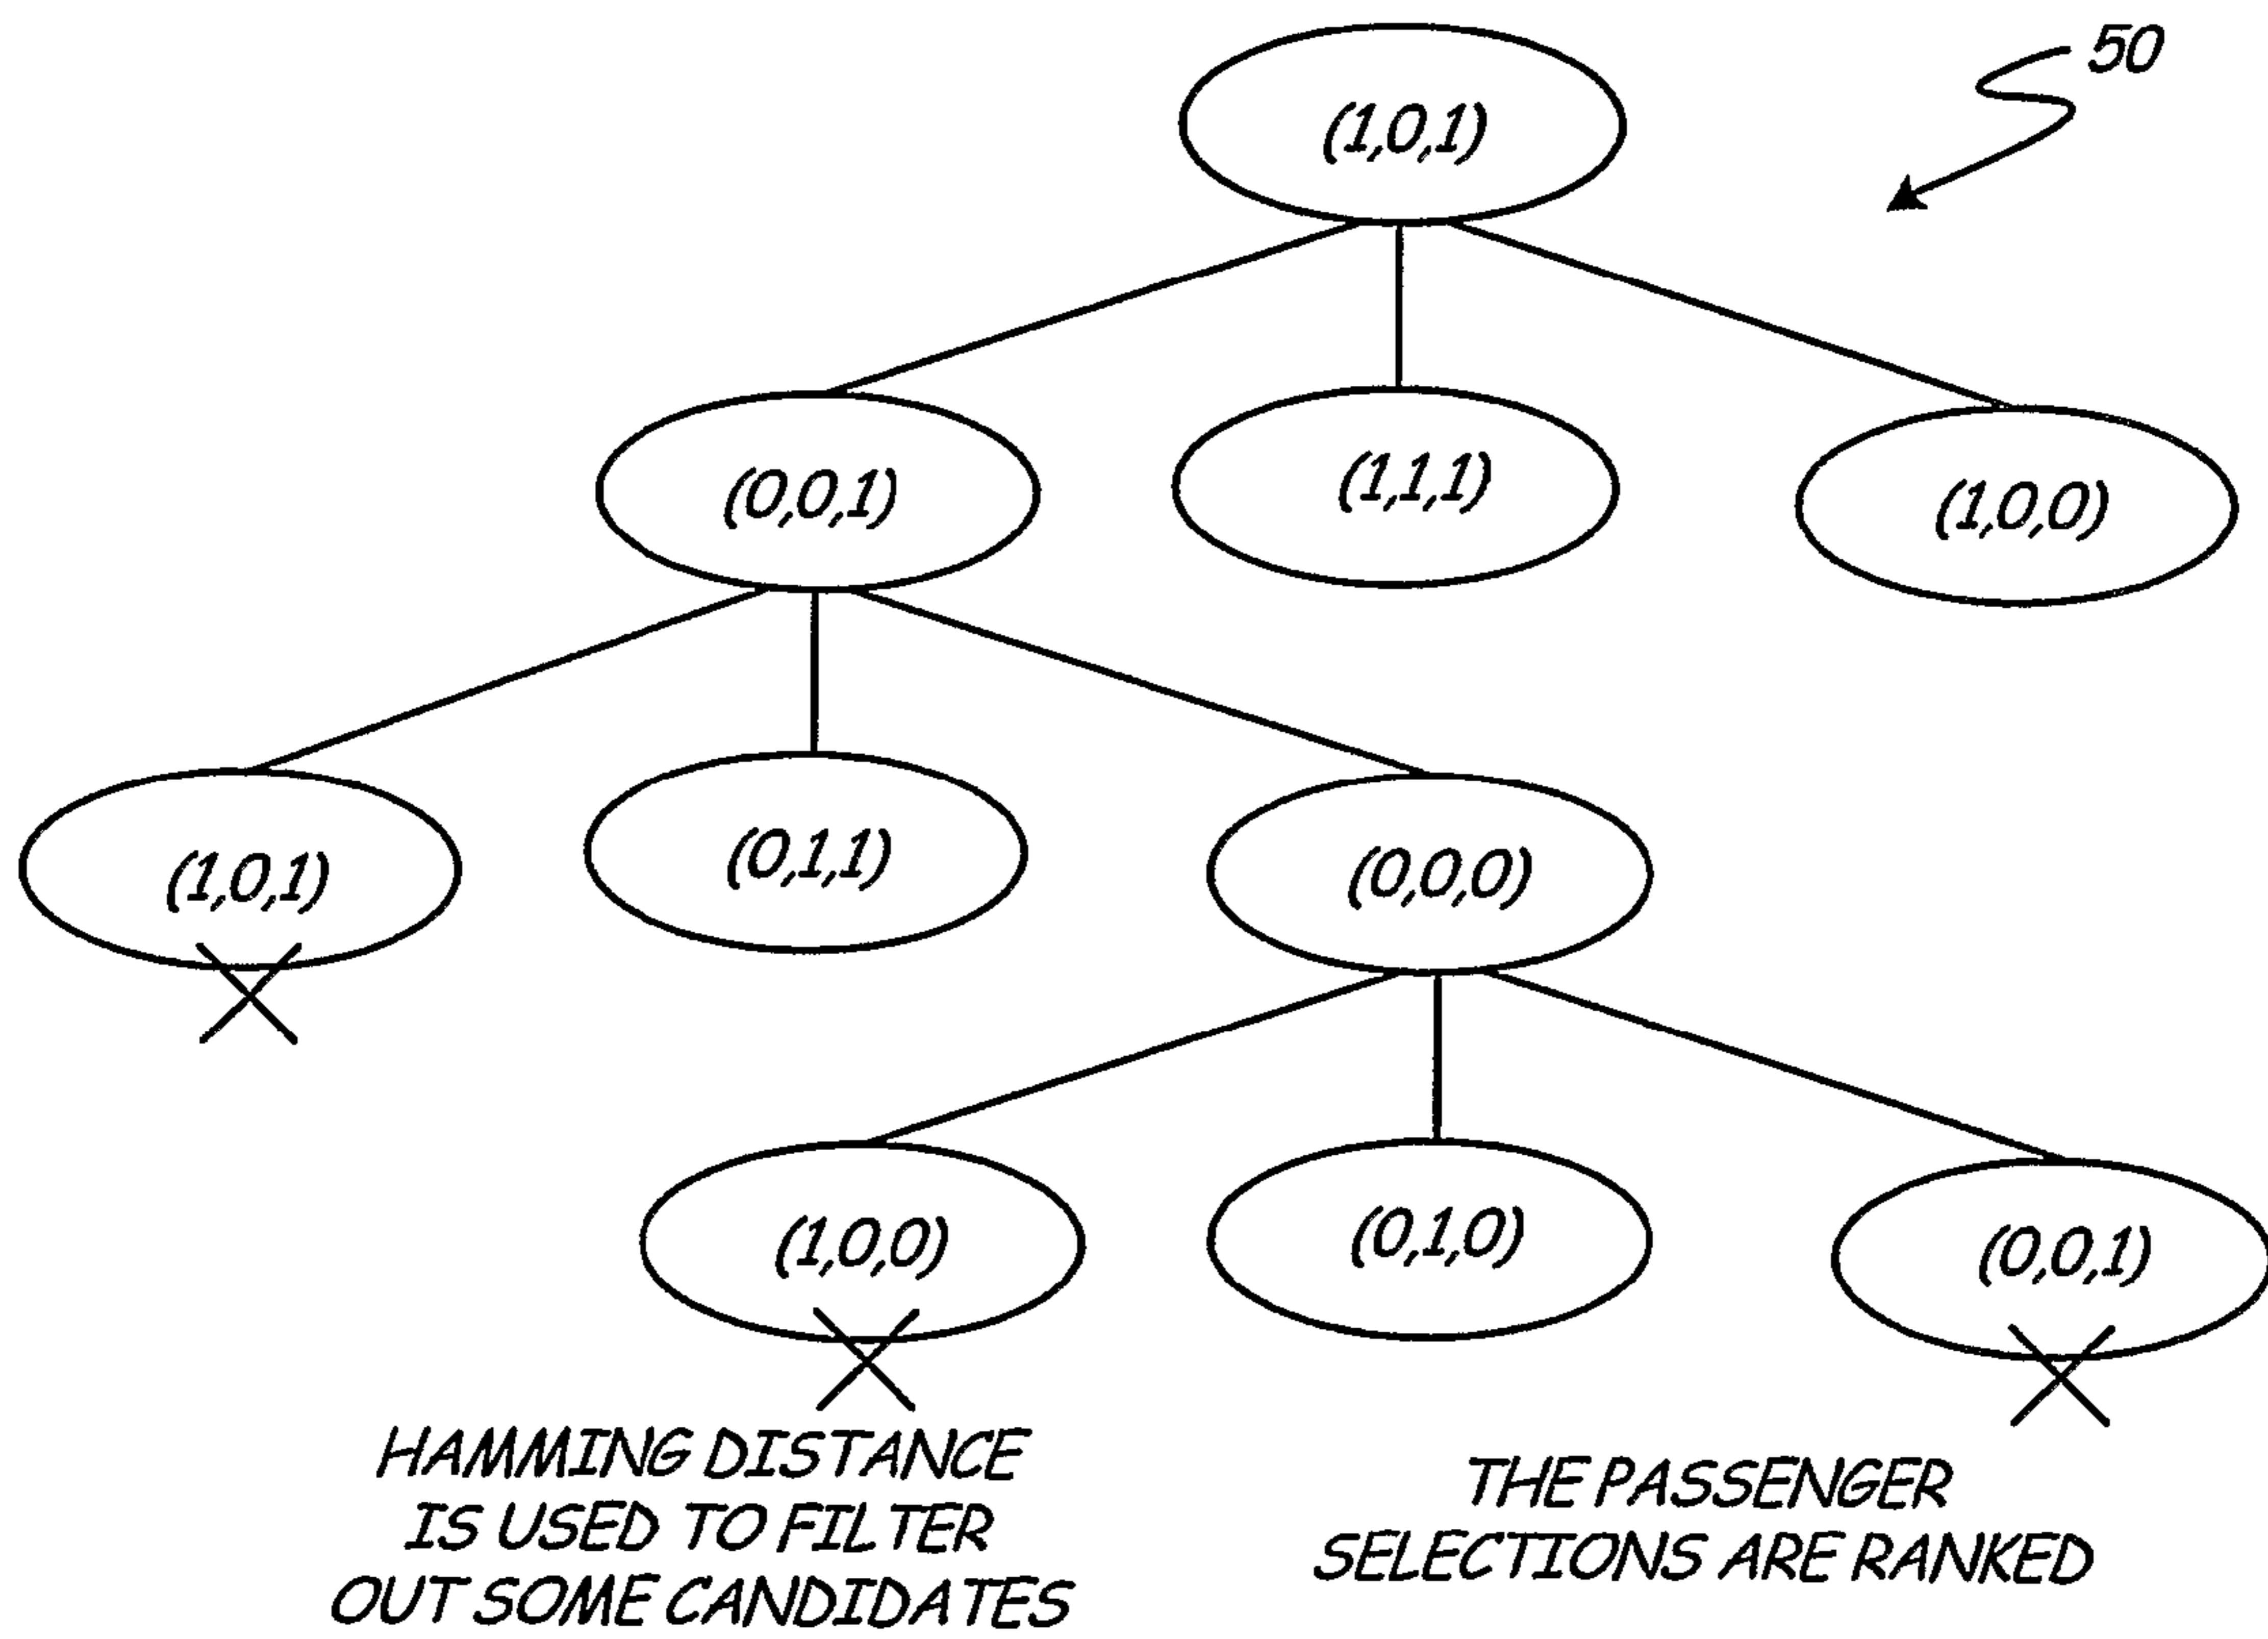 50
(1,0,1)
(0,0,1)
(1,1,1)
(1,0,0)
(1,0,1)
(0,1,1)
(0,0,0)
(1,0,0)
(0,1,0)
(0,0,1)
HAMMING DISTANCE
IS USED TO FILTER
OUT SOME CANDIDATES
THE PASSENGER
SELECTIONS ARE RANKED